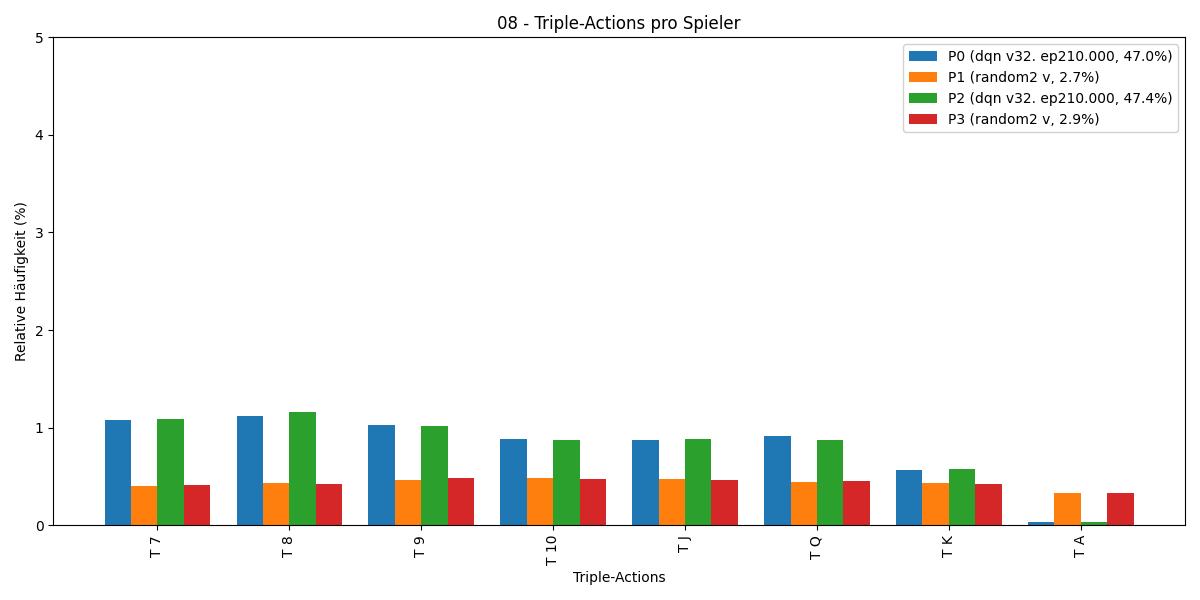 08 - Triple-Actions pro Spieler
P0 (dqn v32. ep210.000, 47.0%)
P1 (random2 v, 2.7%)
P2 (dqn v32. ep210.000, 47.4%)
P3 (random2 v, 2.9%)
Relative Häufigkeit (%)
5
4
3
2
1
0
T 7
T 8
T 9
T 10
T J
T Q
T K
T A
Triple-Actions